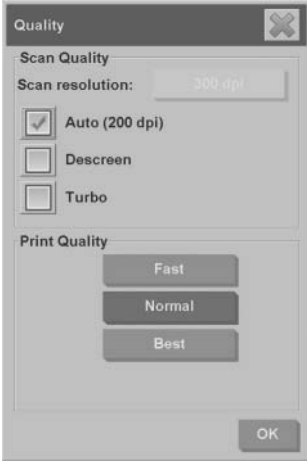 Quality
Scan Quality
Scan resolution: 300 dpi
Auto (200 dpi)
Descreen
Turbo
Print Quality
Fast
Normal
Best
OK